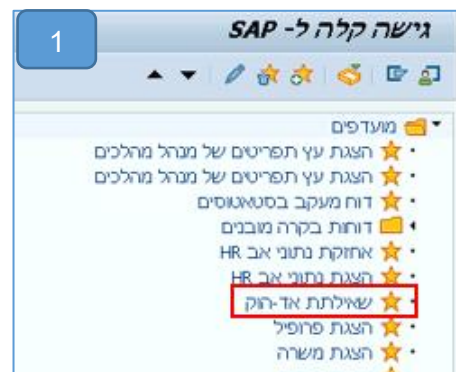 1
גישה קלה ל- SAP
מועדפים
הצגת עץ תפריטים של מנהל מהלכים
הצגת עץ תפריטים של מנהל מהלכים
דוח מעקב בסטאטוסים
דוחות בקרה מובנים
אחזקת נתוני אב HR
הצגת נתוני אב HR
שאילתת אד-הוק
הצגת פרופיל
הצגת משרה